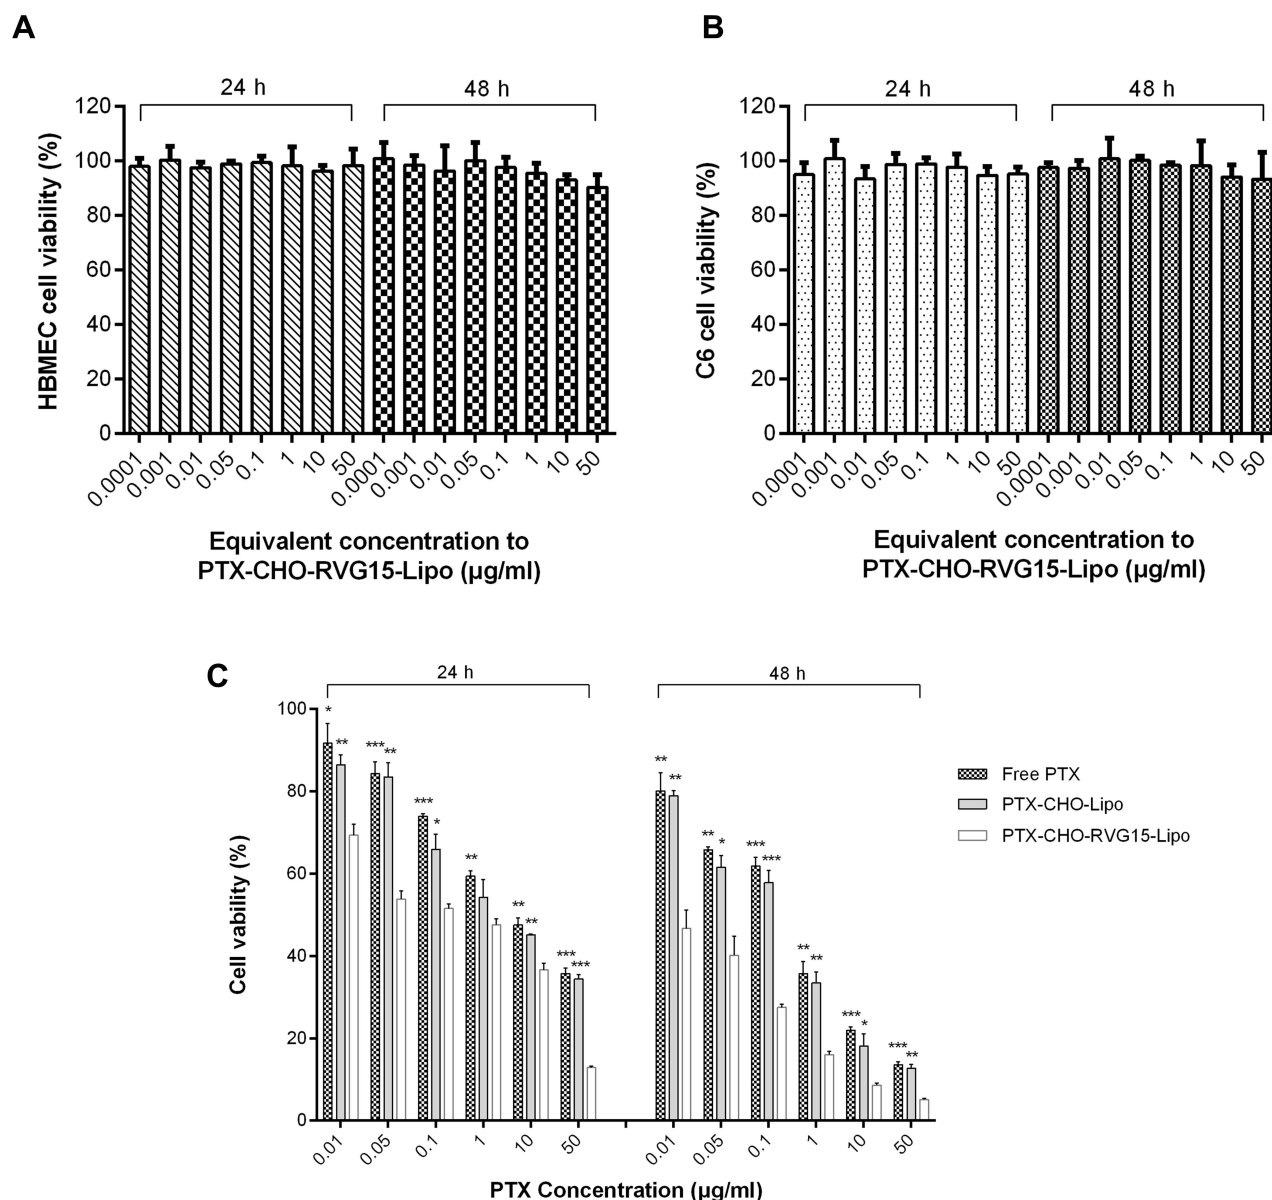 A
24 h
48 h
HBMEC cell viability (%)
120
100
80
60
40
20
0
0.0001 0.001 0.01 0.05 0.1 1 10 50 0.0001 0.001 0.01 0.05 0.1 1 10 50
Equivalent concentration to
PTX-CHO-RVG15-Lipo (µg/ml)
B
24 h
48 h
C6 cell viability (%)
120
100
80
60
40
20
0
0.0001 0.001 0.01 0.05 0.1 1 10 50 0.0001 0.001 0.01 0.05 0.1 1 10 50
Equivalent concentration to
PTX-CHO-RVG15-Lipo (µg/ml)
C
24 h
48 h
Cell vability (%)
100
80
60
40
20
0
* ** *** ** *** * ** ** ** *** ***
** ** ** * *** *** ** ** *** * *** **
0.01 0.05 0.1 1 10 50 0.01 0.05 0.1 1 10 50
PTX Concentration (µg/ml)
Free PTX
PTX-CHO-Lipo
PTX-CHO-RVG15-Lipo